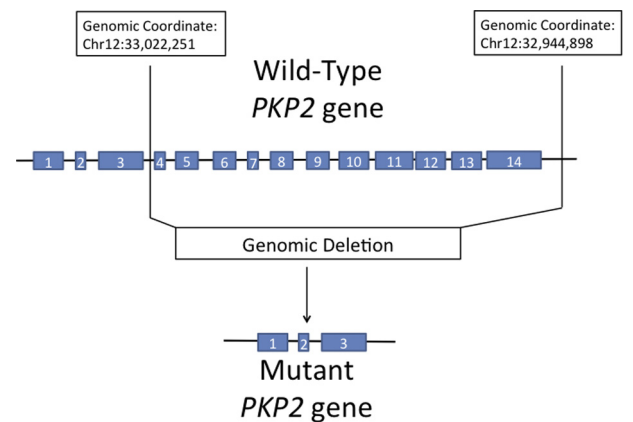 Genomic Coordinate:
Chr12:33,022,251
Genomic Coordinate:
Chr12:32,944,898
Wild-Type
PKP2 gene
1 2 3 4 5 6 7 8 9 10 11 12 13 14
Genomic Deletion
1 2 3
Mutant
PKP2 gene